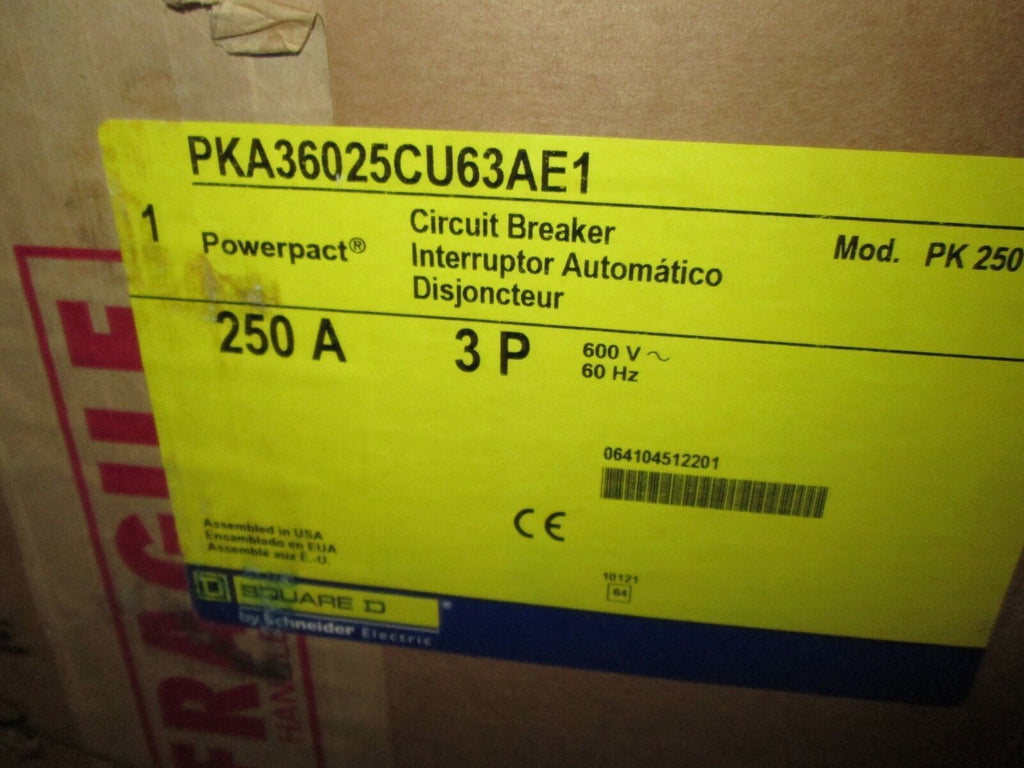 PKA36025CU63AE1
1
Powerpact®
Circuit Breaker
Interruptor Automático
Disjoncteur
Mod. PK 250
250 A
3 P
600 V ~
60 Hz
064104512201
CE
Assembled in USA
Ensamblado en EUA
Assemblé aux É.-U.
10121
64
D
SQUARE D
by Schneider Electric
FRAGILE